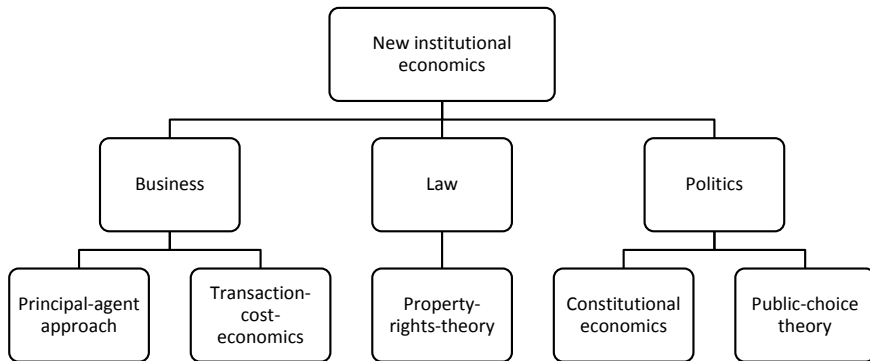 New institutional
economics
Business
Law
Politics
Principal-agent
approach
Transaction-
cost-
economics
Property-
rights-theory
Constitutional
economics
Public-choice
theory